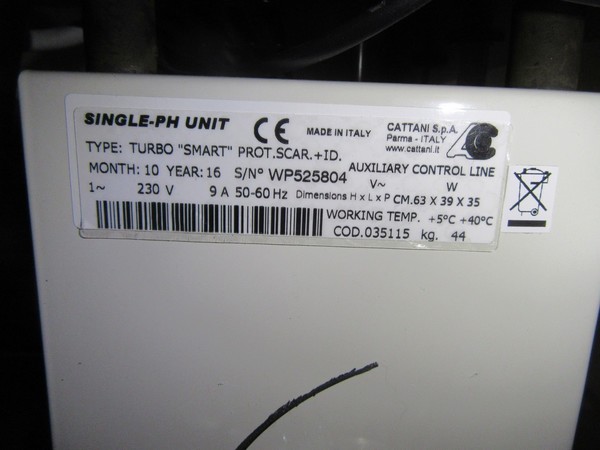 SINGLE-PH UNIT CE MADE IN ITALY CATTANI S.p.A. AC
Parma - ITALY
www.cattani.it
TYPE: TURBO "SMART" PROT.SCAR.+ID.
MONTH: 10 YEAR: 16 S/N° WP525804 AUXILIARY CONTROL LINE
1~ 230 V 9 A 50-60 Hz Dimensions H x L x P CM.63 X 39 X 35
V~ W
WORKING TEMP. +5°C +40°C
COD.035115 kg. 44